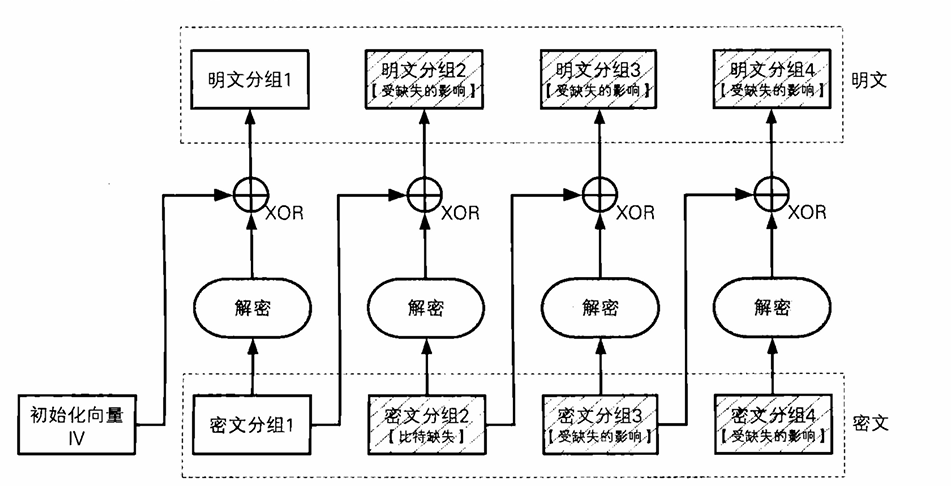 明文分组1
明文分组2
【受缺失的影响】
明文分组3
【受缺失的影响】
明文分组4
【受缺失的影响】
明文
XOR
XOR
XOR
XOR
解密
解密
解密
解密
初始化向量
IV
密文分组1
密文分组2
【比特缺失】
密文分组3
【受缺失的影响】
密文分组4
【受缺失的影响】
密文